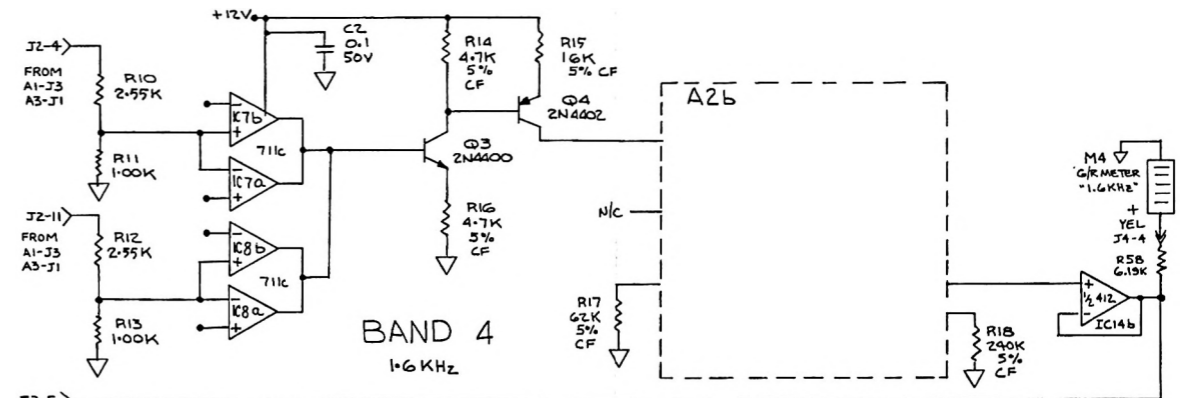 +12V
J2-4
FROM
A1-J3
A3-J1
R10
2.55K
R11
1.00K
IC7b
711c
IC7a
C2
0.1
50V
R14
4.7K
5%
CF
R15
16K
5% CF
Q4
2N4402
Q3
2N4400
R16
4.7K
5%
CF
J2-11
FROM
A1-J3
A3-J1
R12
2.55K
R13
1.00K
IC8b
711c
IC8a
BAND 4
1.6 KHz
A2b
N/C
R17
62K
5%
CF
R18
240K
5%
CF
M4
G/R METER
"1.6KHz"
+
YEL
J4-4
R58
6.19K
1/2 412
IC14b